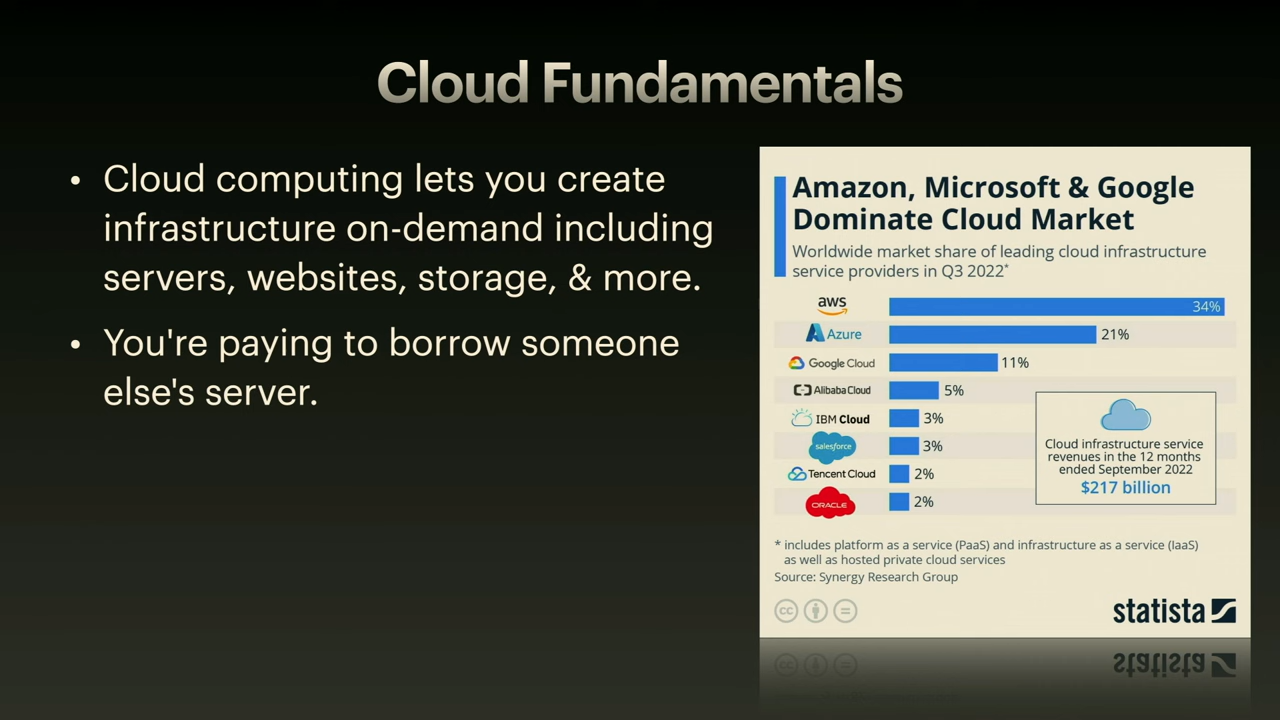 Cloud Fundamentals
• Cloud computing lets you create
infrastructure on-demand including
servers, websites, storage, & more.
• You're paying to borrow someone
else's server.
Amazon, Microsoft & Google
Dominate Cloud Market
Worldwide market share of leading cloud infrastructure
service providers in Q3 2022*
aws 34%
Azure 21%
Google Cloud 11%
Alibaba Cloud 5%
IBM Cloud 3%
salesforce 3%
Tencent Cloud 2%
ORACLE 2%
Cloud infrastructure service
revenues in the 12 months
ended September 2022
$217 billion
* includes platform as a service (PaaS) and infrastructure as a service (IaaS)
as well as hosted private cloud services
Source: Synergy Research Group
cc
statista